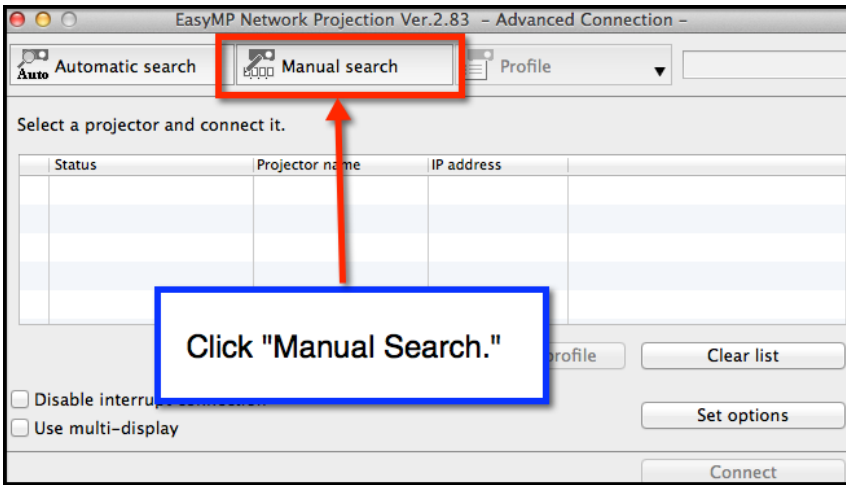 EasyMP Network Projection Ver.2.83 – Advanced Connection –
Auto Automatic search Manual search Profile
Select a projector and connect it.
Status Projector name IP address
Click "Manual Search."
profile Clear list
Disable interrupt connection
Set options
Use multi-display
Connect